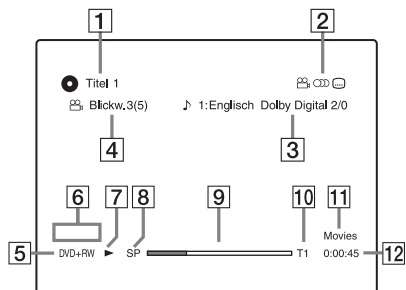 1
2
Titel 1
Blickw.3(5)
♪ 1:Englisch Dolby Digital 2/0
4
3
6
7
8
9
10
11
Movies
5
DVD+RW ► SP
T1
0:00:45
12